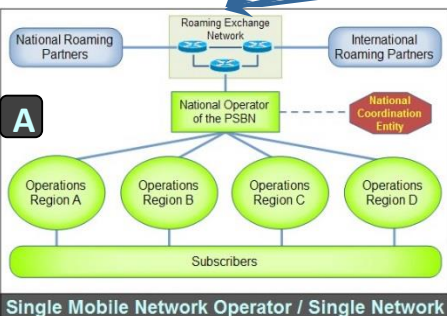 Roaming Exchange
Network
National Roaming
Partners
International
Roaming Partners
A
National Operator
of the PSBN
National
Coordination
Entity
Operations
Region A
Operations
Region B
Operations
Region C
Operations
Region D
Subscribers
Single Mobile Network Operator / Single Network